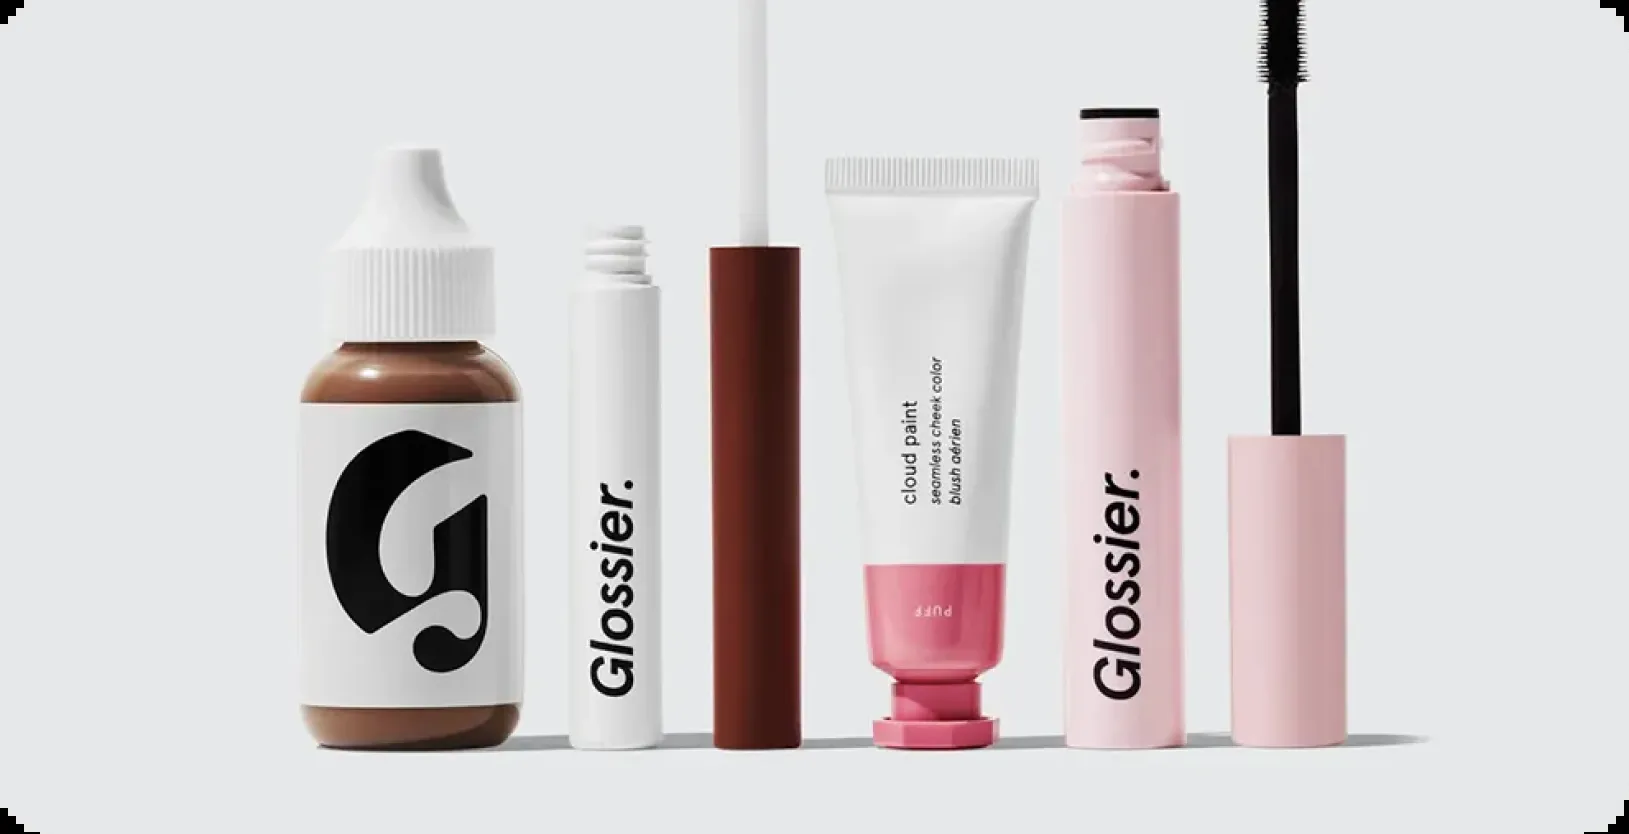 G
Glossier.
cloud paint
seamless cheek color
blush aérien
PUFF
Glossier.